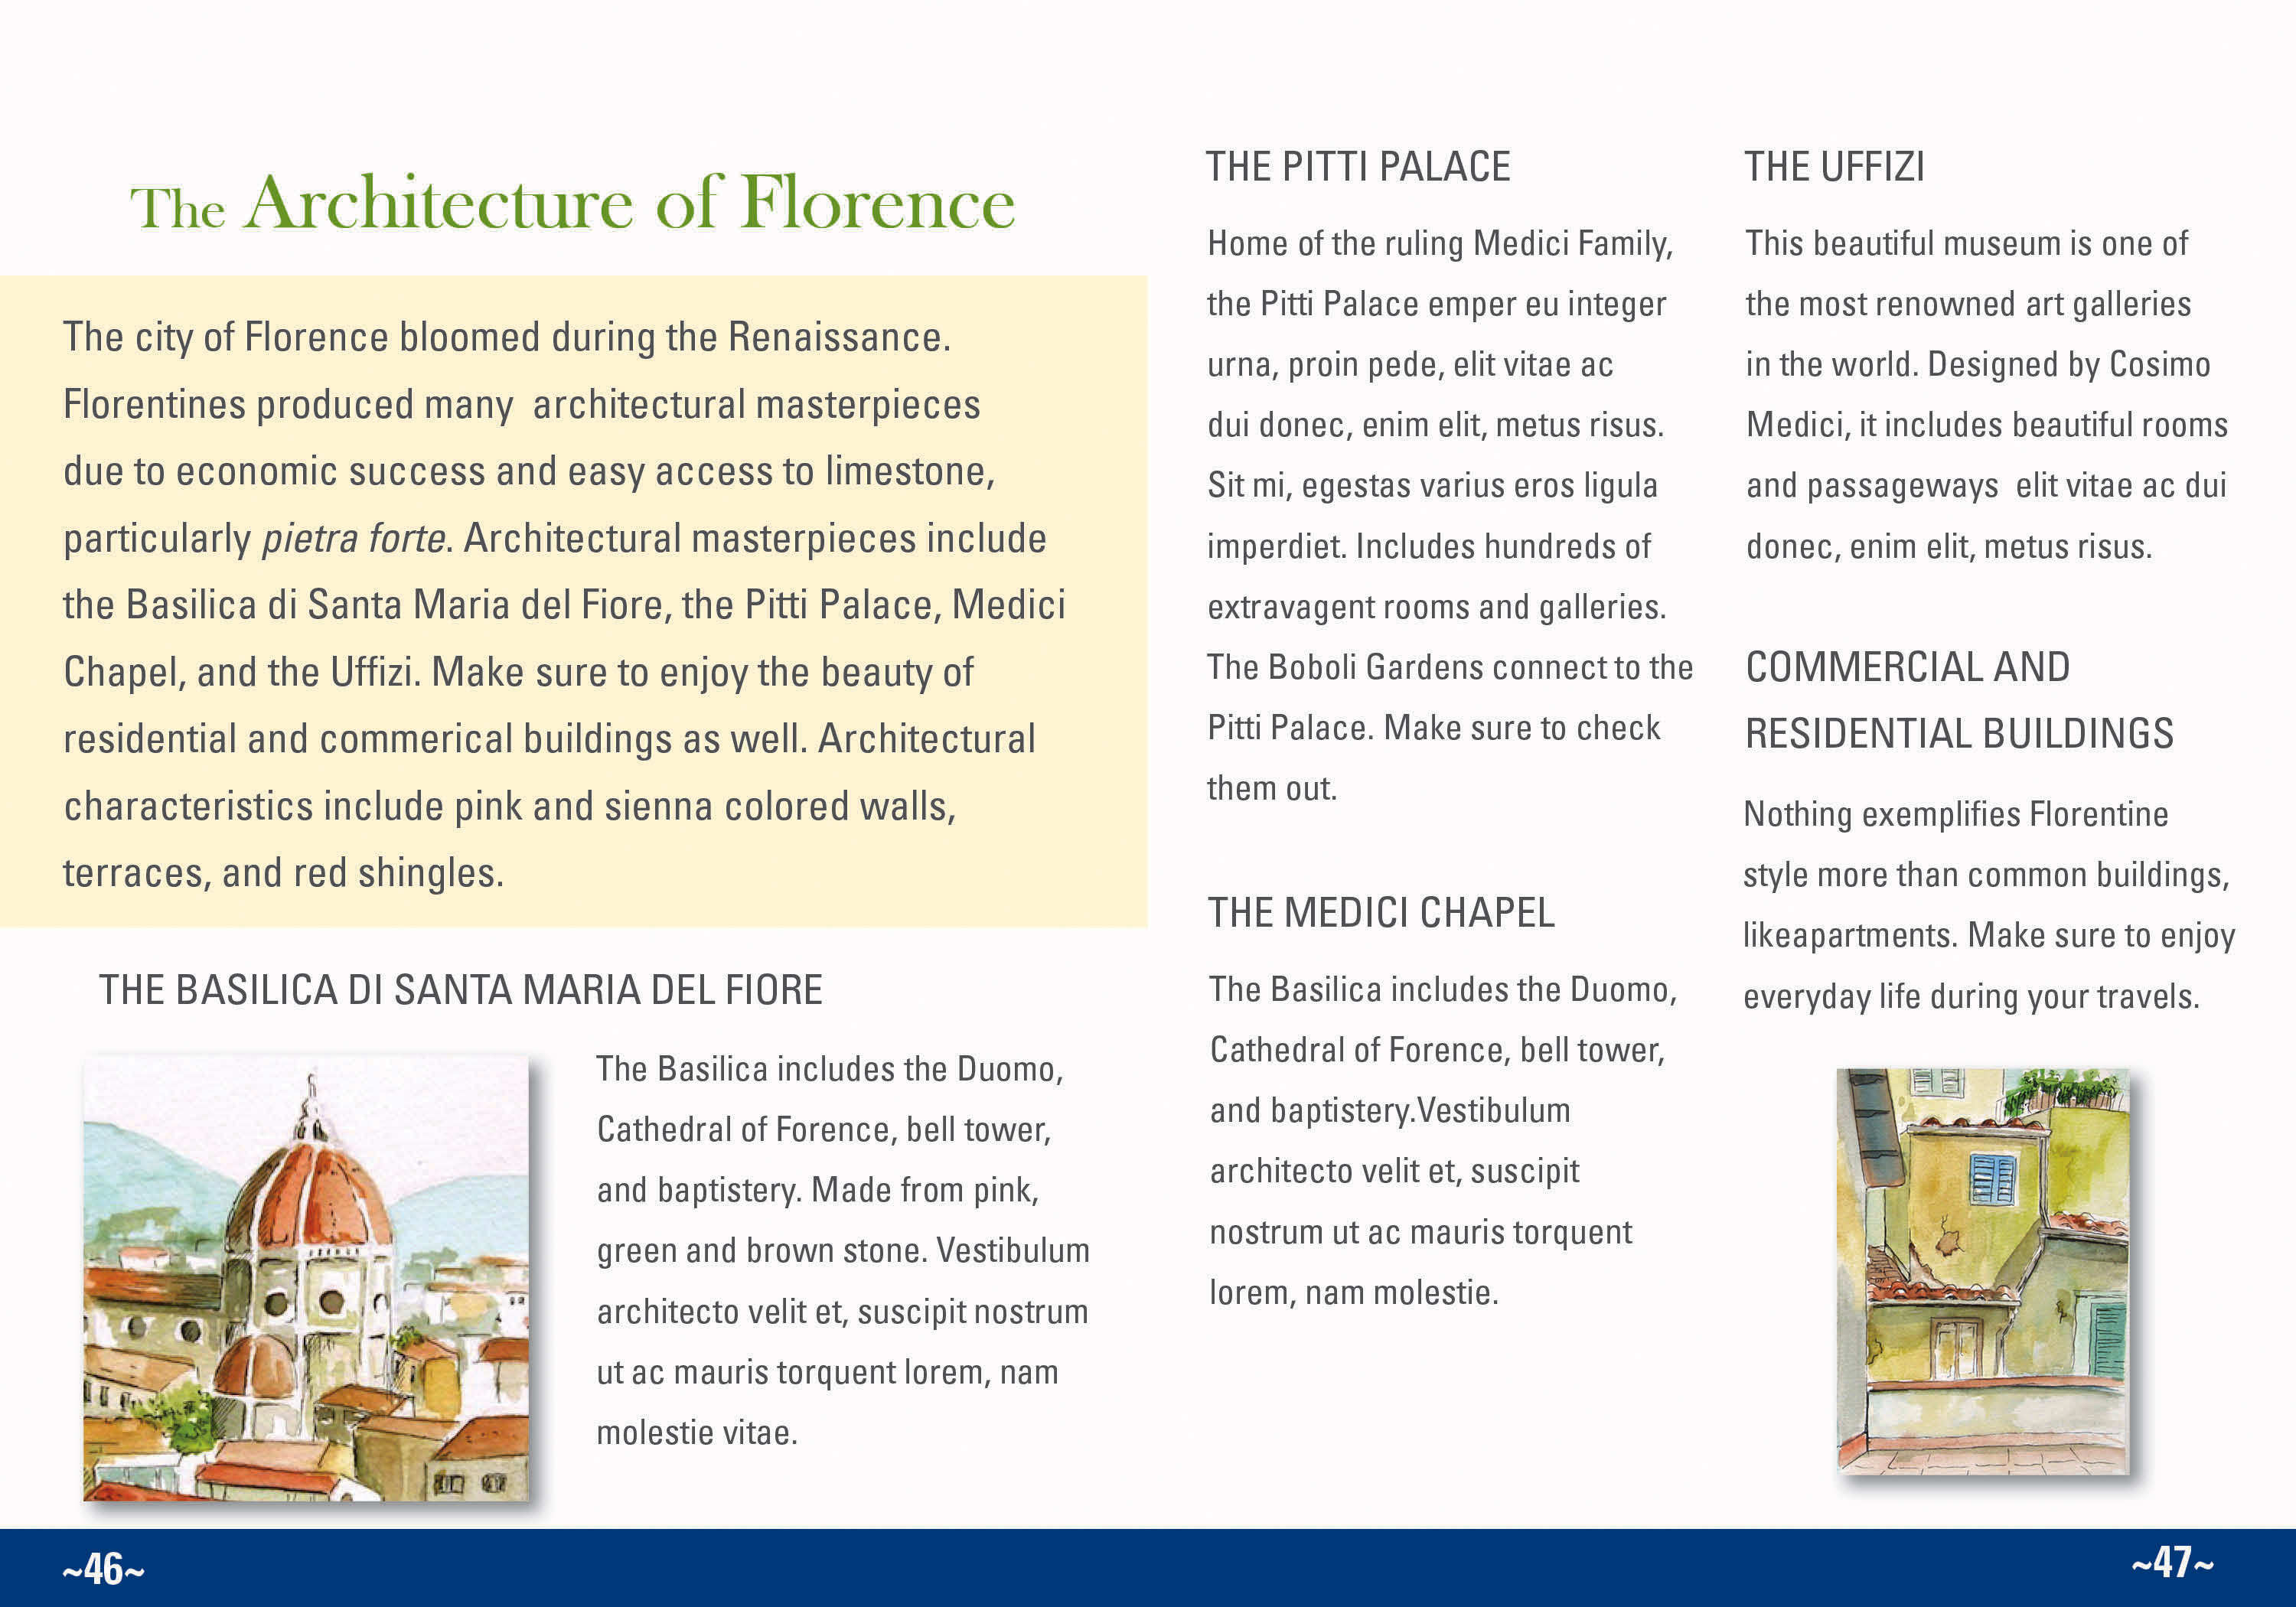 The Architecture of Florence
The city of Florence bloomed during the Renaissance.
Florentines produced many  architectural masterpieces
due to economic success and easy access to limestone,
particularly pietra forte. Architectural masterpieces include
the Basilica di Santa Maria del Fiore, the Pitti Palace, Medici
Chapel, and the Uffizi. Make sure to enjoy the beauty of
residential and commerical buildings as well. Architectural
characteristics include pink and sienna colored walls,
terraces, and red shingles.
THE BASILICA DI SANTA MARIA DEL FIORE
The Basilica includes the Duomo,
Cathedral of Forence, bell tower,
and baptistery. Made from pink,
green and brown stone. Vestibulum
architecto velit et, suscipit nostrum
ut ac mauris torquent lorem, nam
molestie vitae.
~46~
THE PITTI PALACE
Home of the ruling Medici Family,
the Pitti Palace emper eu integer
urna, proin pede, elit vitae ac
dui donec, enim elit, metus risus.
Sit mi, egestas varius eros ligula
imperdiet. Includes hundreds of
extravagent rooms and galleries.
The Boboli Gardens connect to the
Pitti Palace. Make sure to check
them out.
THE MEDICI CHAPEL
The Basilica includes the Duomo,
Cathedral of Forence, bell tower,
and baptistery.Vestibulum
architecto velit et, suscipit
nostrum ut ac mauris torquent
lorem, nam molestie.
THE UFFIZI
This beautiful museum is one of
the most renowned art galleries
in the world. Designed by Cosimo
Medici, it includes beautiful rooms
and passageways  elit vitae ac dui
donec, enim elit, metus risus.
COMMERCIAL AND
RESIDENTIAL BUILDINGS
Nothing exemplifies Florentine
style more than common buildings,
likeapartments. Make sure to enjoy
everyday life during your travels.
~47~